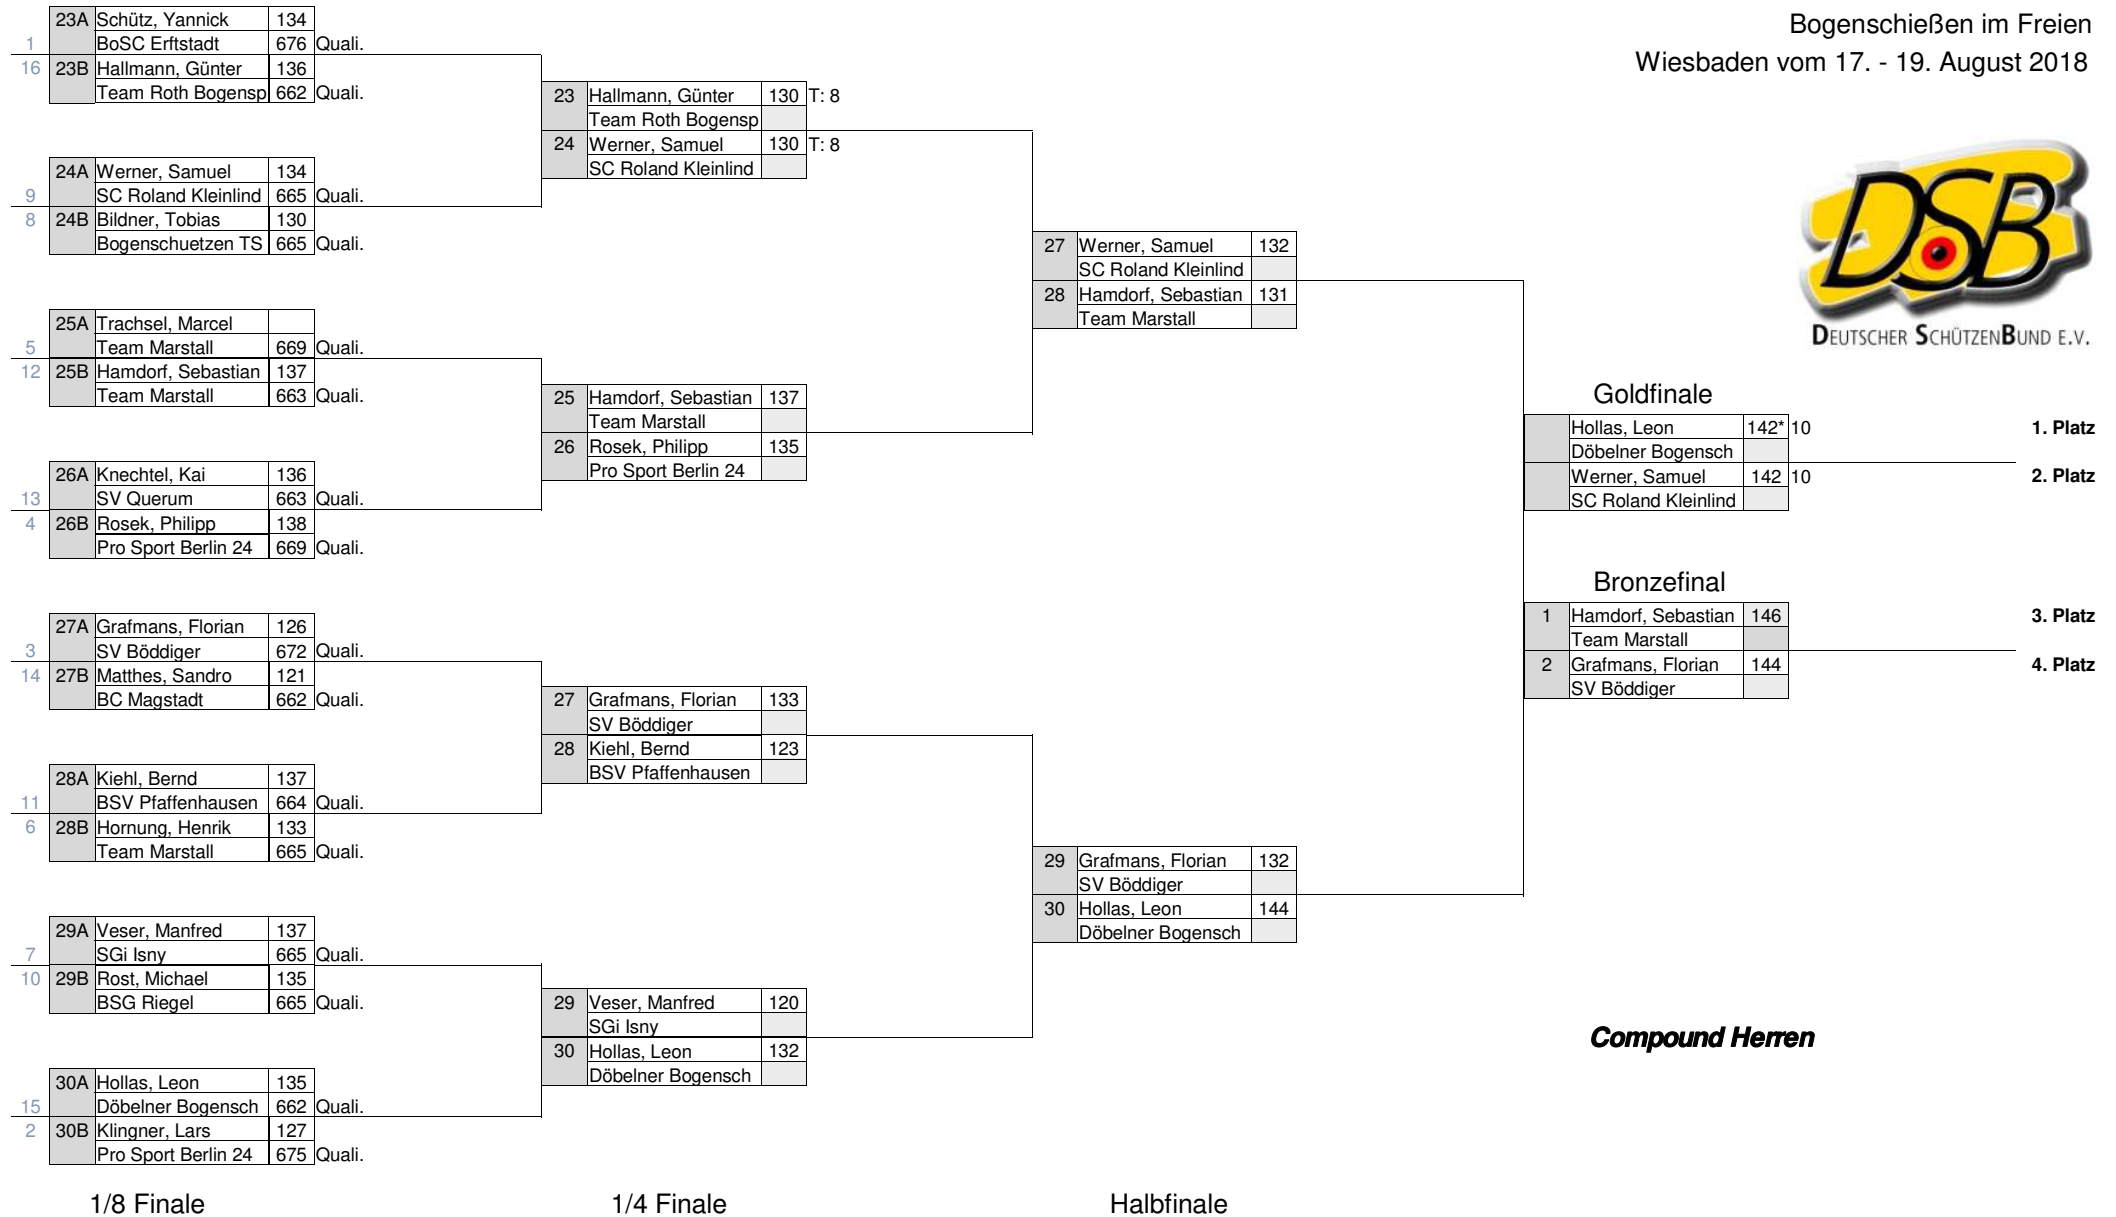 Bogenschießen im Freien
Wiesbaden vom 17. - 19. August 2018
DSB
DEUTSCHER SCHÜTZENBUND E.V.
23A Schütz, Yannick 134
1 BoSC Erftstadt 676 Quali.
16 23B Hallmann, Günter 136
Team Roth Bogensp 662 Quali.
24A Werner, Samuel 134
9 SC Roland Kleinlind 665 Quali.
8 24B Bildner, Tobias 130
Bogenschuetzen TS 665 Quali.
25A Trachsel, Marcel
5 Team Marstall 669 Quali.
12 25B Hamdorf, Sebastian 137
Team Marstall 663 Quali.
26A Knechtel, Kai 136
13 SV Querum 663 Quali.
4 26B Rosek, Philipp 138
Pro Sport Berlin 24 669 Quali.
27A Grafmans, Florian 126
3 SV Böddiger 672 Quali.
14 27B Matthes, Sandro 121
BC Magstadt 662 Quali.
28A Kiehl, Bernd 137
11 BSV Pfaffenhausen 664 Quali.
6 28B Hornung, Henrik 133
Team Marstall 665 Quali.
29A Veser, Manfred 137
7 SGi Isny 665 Quali.
10 29B Rost, Michael 135
BSG Riegel 665 Quali.
30A Hollas, Leon 135
15 Döbelner Bogensch 662 Quali.
2 30B Klingner, Lars 127
Pro Sport Berlin 24 675 Quali.
1/8 Finale
23 Hallmann, Günter 130 T: 8
Team Roth Bogensp
24 Werner, Samuel 130 T: 8
SC Roland Kleinlind
25 Hamdorf, Sebastian 137
Team Marstall
26 Rosek, Philipp 135
Pro Sport Berlin 24
27 Grafmans, Florian 133
SV Böddiger
28 Kiehl, Bernd 123
BSV Pfaffenhausen
29 Veser, Manfred 120
SGi Isny
30 Hollas, Leon 132
Döbelner Bogensch
1/4 Finale
27 Werner, Samuel 132
SC Roland Kleinlind
28 Hamdorf, Sebastian 131
Team Marstall
29 Grafmans, Florian 132
SV Böddiger
30 Hollas, Leon 144
Döbelner Bogensch
Halbfinale
Goldfinale
Hollas, Leon 142* 10 1. Platz
Döbelner Bogensch
Werner, Samuel 142 10 2. Platz
SC Roland Kleinlind
Bronzefinal
1 Hamdorf, Sebastian 146 3. Platz
Team Marstall
2 Grafmans, Florian 144 4. Platz
SV Böddiger
Compound Herren